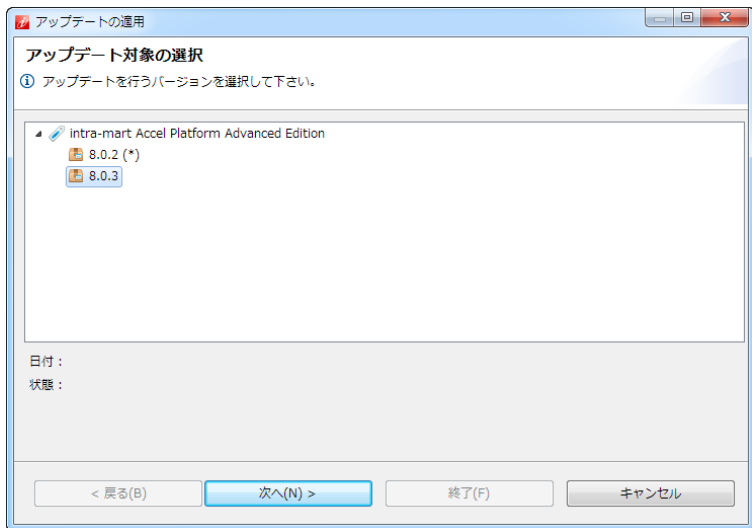 アップデートの適用
アップデート対象の選択
アップデートを行うバージョンを選択して下さい。
intra-mart Accel Platform Advanced Edition
8.0.2 (*)
8.0.3
日付：
状態：
< 戻る(B) 次へ(N) > 終了(F) キャンセル